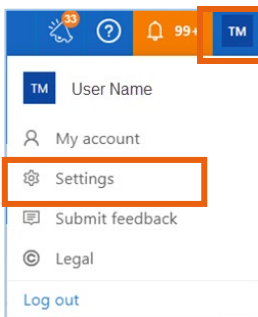 33
? 99+ TM
TM User Name
My account
Settings
Submit feedback
© Legal
Log out